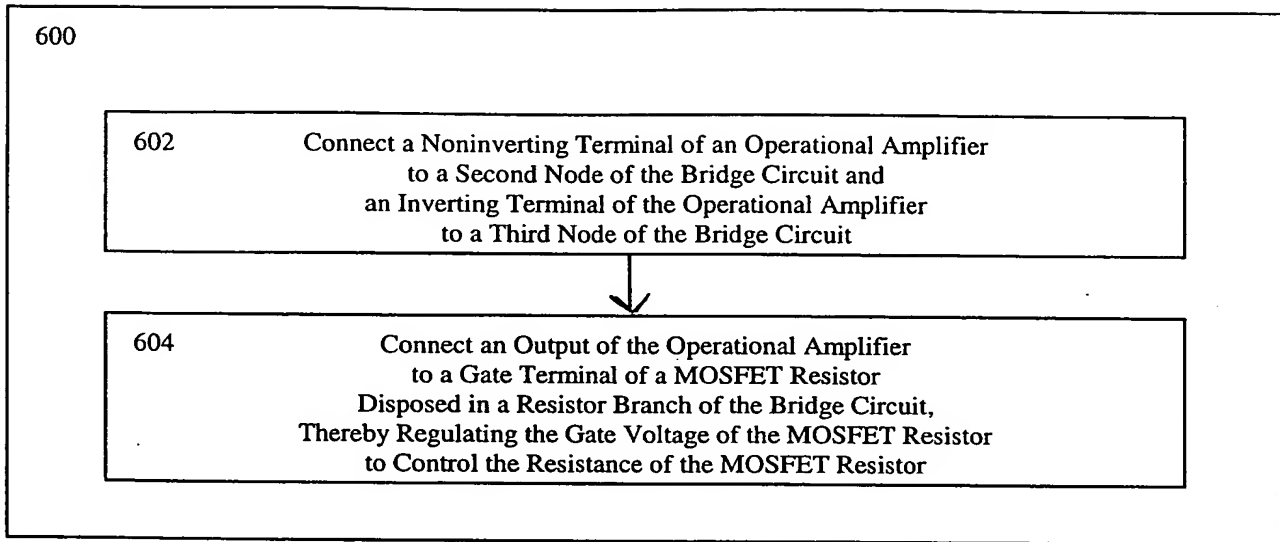 600
602 Connect a Noninverting Terminal of an Operational Amplifier
to a Second Node of the Bridge Circuit and
an Inverting Terminal of the Operational Amplifier
to a Third Node of the Bridge Circuit
604 Connect an Output of the Operational Amplifier
to a Gate Terminal of a MOSFET Resistor
Disposed in a Resistor Branch of the Bridge Circuit,
Thereby Regulating the Gate Voltage of the MOSFET Resistor
to Control the Resistance of the MOSFET Resistor